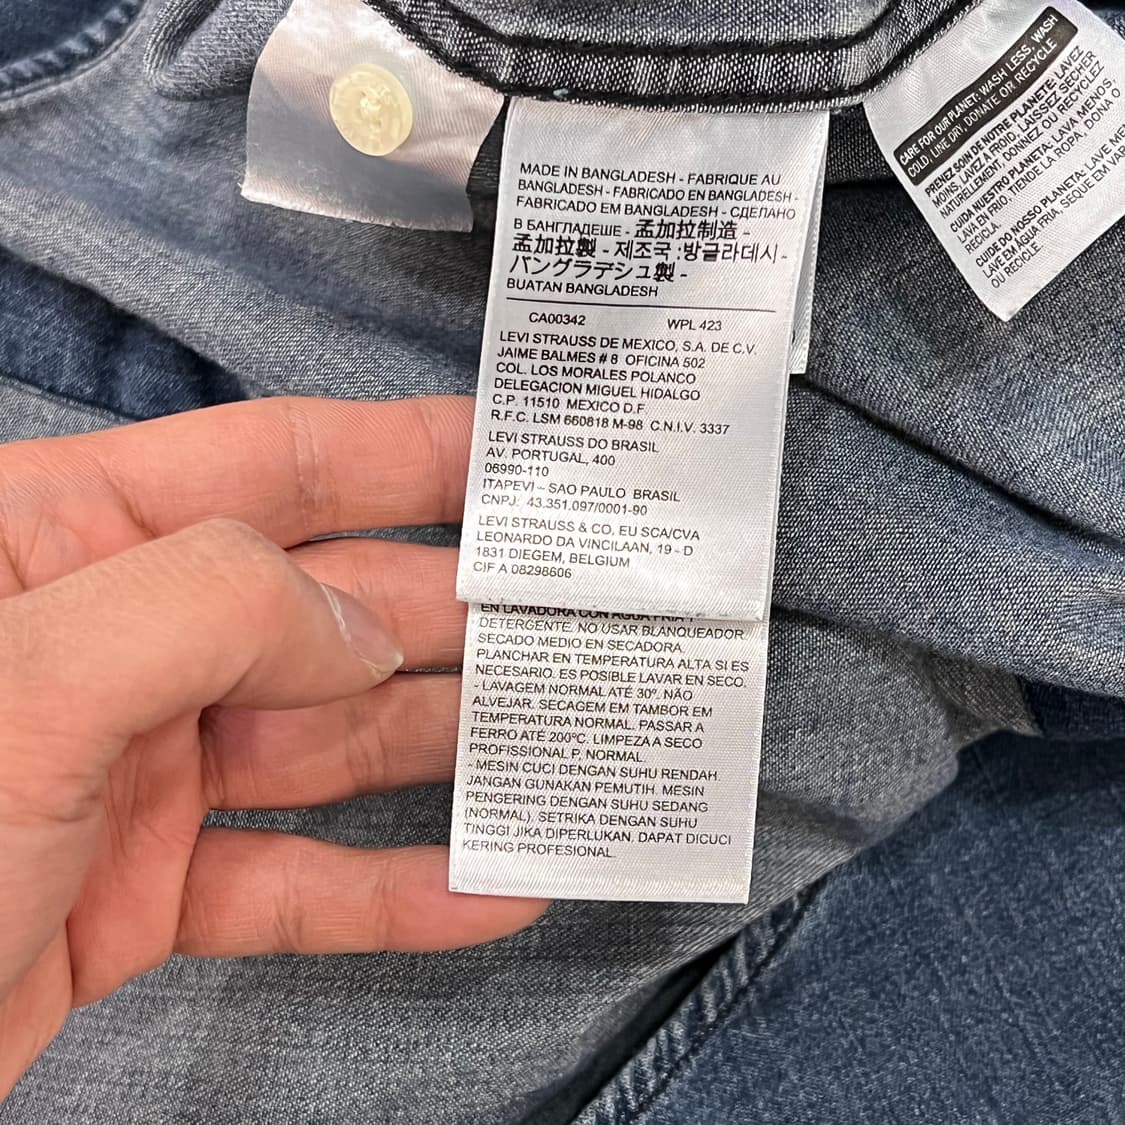 MADE IN BANGLADESH - FABRIQUE AU
BANGLADESH - FABRICADO EN BANGLADESH -
FABRICADO EM BANGLADESH - СДЕЛАНО
В БАНГЛАДЕШЕ - 孟加拉制造 -
孟加拉製 - 제조국 :방글라데시 -
バングラデシュ製 -
BUATAN BANGLADESH
CA00342 WPL 423
LEVI STRAUSS DE MEXICO, S.A. DE C.V.
JAIME BALMES # 8 OFICINA 502
COL. LOS MORALES POLANCO
DELEGACION MIGUEL HIDALGO
C.P. 11510 MEXICO D.F.
R.F.C. LSM 660818 M-98 C.N.I.V. 3337
LEVI STRAUSS DO BRASIL
AV. PORTUGAL, 400
06990-110
ITAPEVI – SAO PAULO BRASIL
CNPJ: 43.351.097/0001-90
LEVI STRAUSS & CO, EU SCA/CVA
LEONARDO DA VINCILAAN, 19 - D
1831 DIEGEM, BELGIUM
CIF A 08298606
EN LAVADORA CON AGUA FRIA Y
DETERGENTE. NO USAR BLANQUEADOR.
SECADO MEDIO EN SECADORA.
PLANCHAR EN TEMPERATURA ALTA SI ES
NECESARIO. ES POSIBLE LAVAR EN SECO.
- LAVAGEM NORMAL ATÉ 30º. NÃO
ALVEJAR. SECAGEM EM TAMBOR EM
TEMPERATURA NORMAL. PASSAR A
FERRO ATÉ 200ºC. LIMPEZA A SECO
PROFISSIONAL P, NORMAL.
- MESIN CUCI DENGAN SUHU RENDAH.
JANGAN GUNAKAN PEMUTIH. MESIN
PENGERING DENGAN SUHU SEDANG
(NORMAL). SETRIKA DENGAN SUHU
TINGGI JIKA DIPERLUKAN. DAPAT DICUCI
KERING PROFESIONAL.
CARE FOR OUR PLANET: WASH LESS, WASH
COLD, LINE DRY, DONATE OR RECYCLE
PRENEZ SOIN DE NOTRE PLANETE: LAVEZ
MOINS, LAVEZ A FROID, LAISSEZ SÉCHER
NATURELLEMENT, DONNEZ OU RECYCLEZ
CUIDA NUESTRO PLANETA: LAVA MENOS,
LAVA EN FRIO, TIENDE LA ROPA, DONA O
RECICLA.
CUIDE DO NOSSO PLANETA: LAVE ME
LAVE EM ÁGUA FRIA, SEQUE EM VAR
OU RECICLE